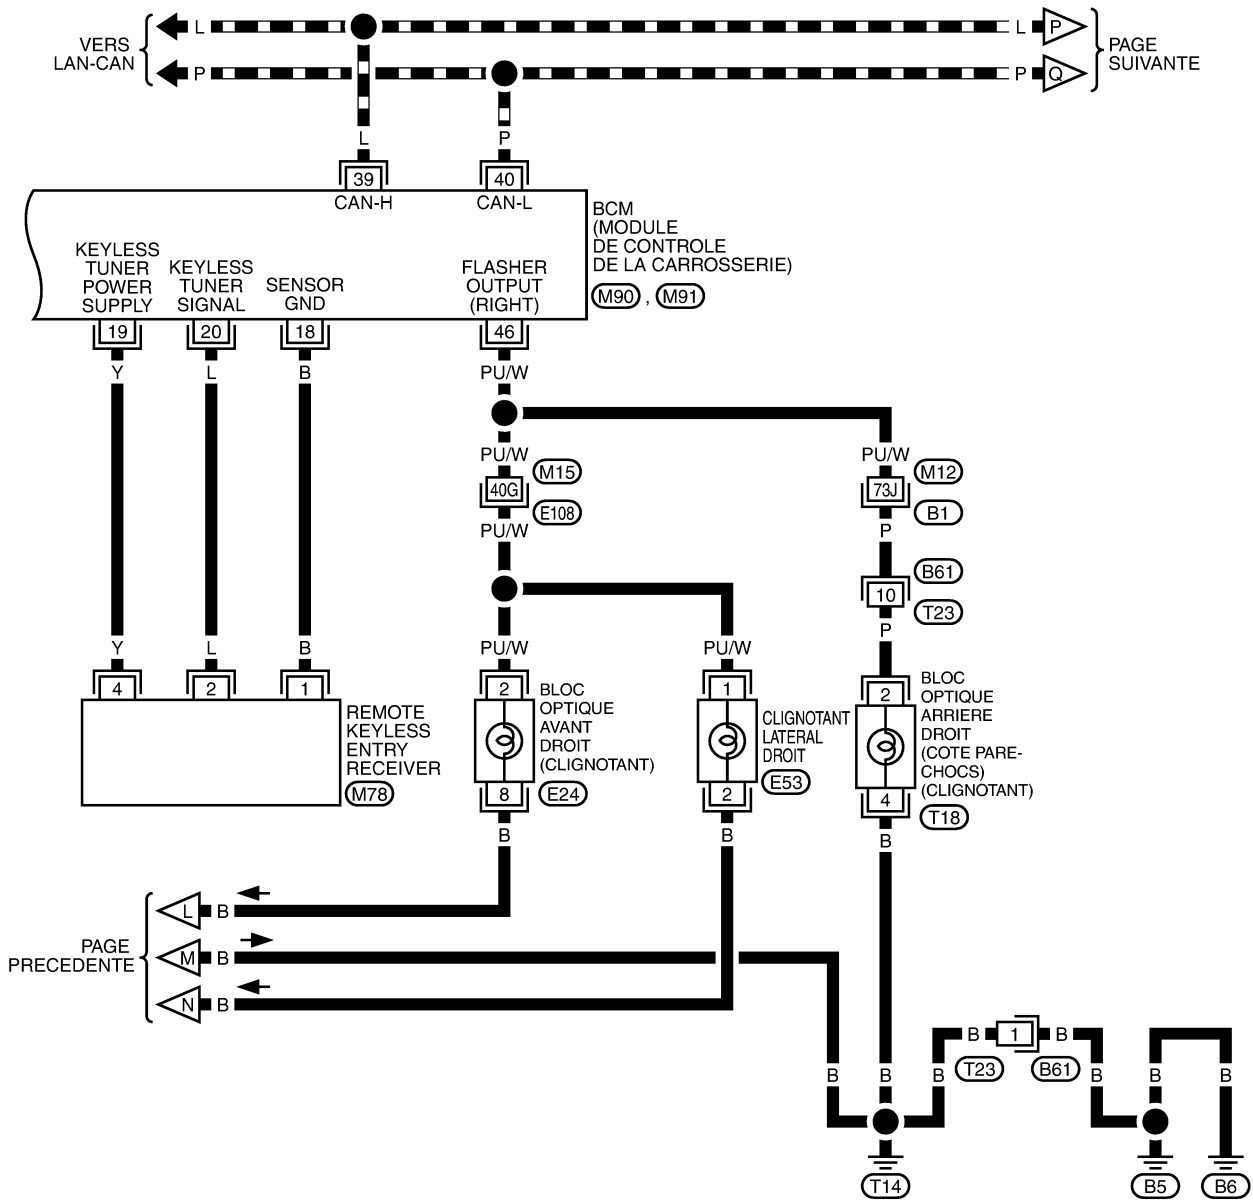 L
L
P
VERS
LAN-CAN
PAGE
SUIVANTE
P
P
Q
L
P
39
40
CAN-H
CAN-L
BCM
(MODULE
DE CONTROLE
DE LA CARROSSERIE)
M90 , M91
KEYLESS
TUNER
POWER
SUPPLY
KEYLESS
TUNER
SIGNAL
SENSOR
GND
FLASHER
OUTPUT
(RIGHT)
19
20
18
46
Y
L
B
PU/W
PU/W
PU/W
M15
M12
40G
73J
E108
B1
PU/W
P
B61
10
T23
P
Y
L
B
PU/W
PU/W
4
2
1
2
1
2
REMOTE
KEYLESS
ENTRY
RECEIVER
M78
BLOC
OPTIQUE
AVANT
DROIT
(CLIGNOTANT)
E24
CLIGNOTANT
LATERAL
DROIT
E53
BLOC
OPTIQUE
ARRIERE
DROIT
(COTE PARE-
CHOCS)
(CLIGNOTANT)
T18
8
2
4
B
B
B
PAGE
PRECEDENTE
L B
M B
N B
B
1
B
T23
B61
B
B
B
B
B
B
T14
B5
B6